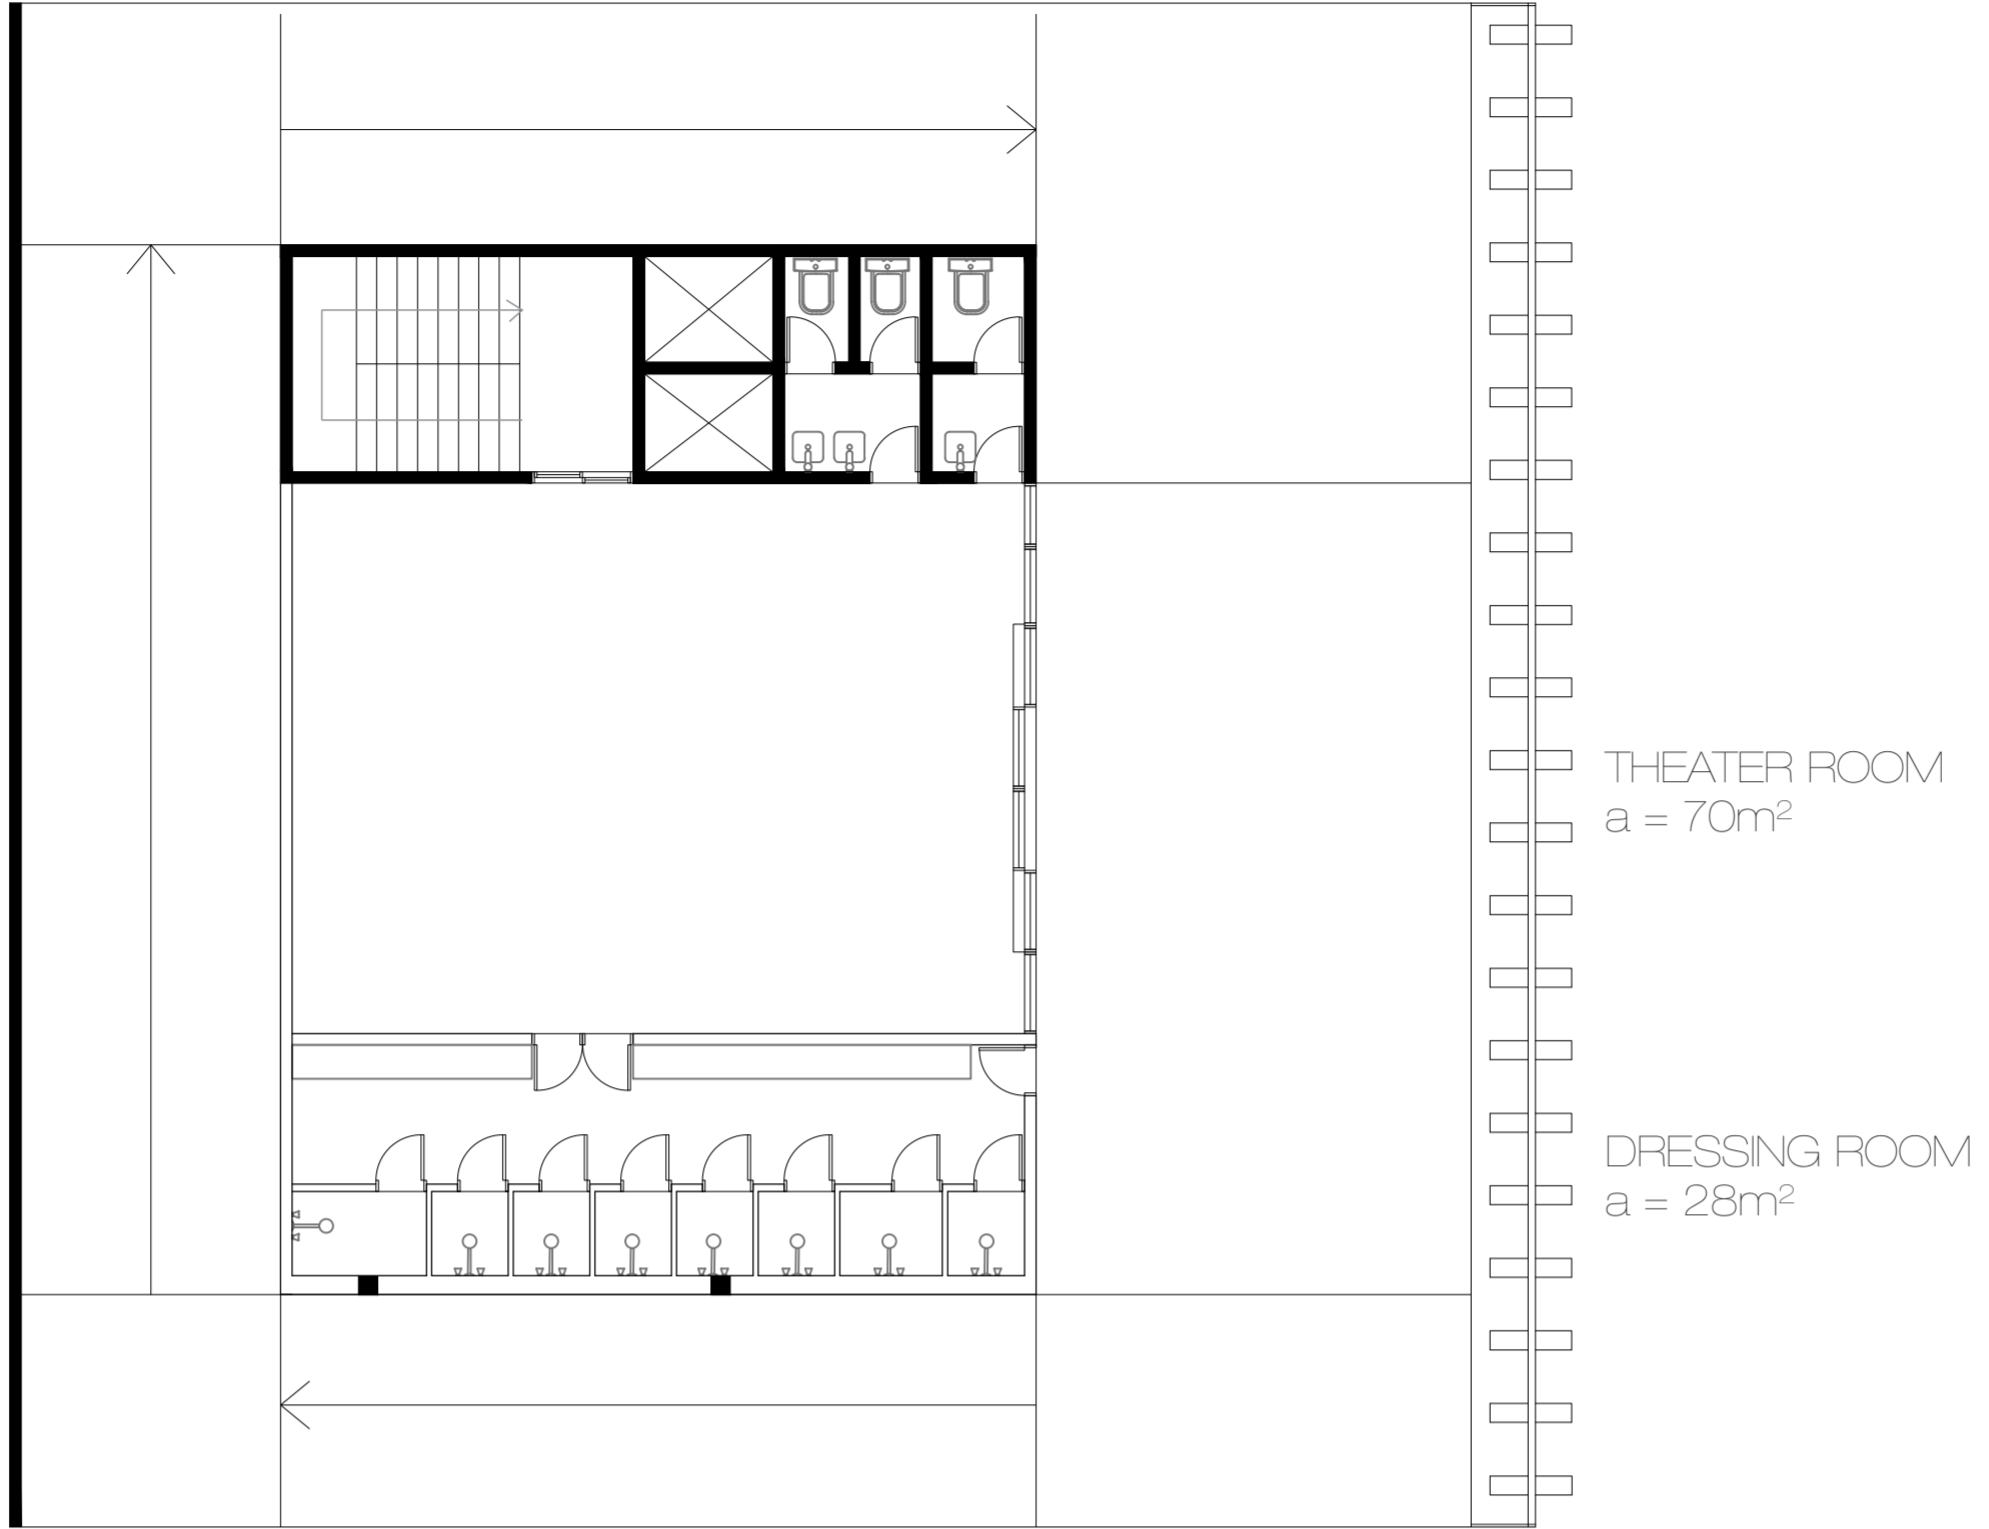 THEATER ROOM
a = 70m²
DRESSING ROOM
a = 28m²